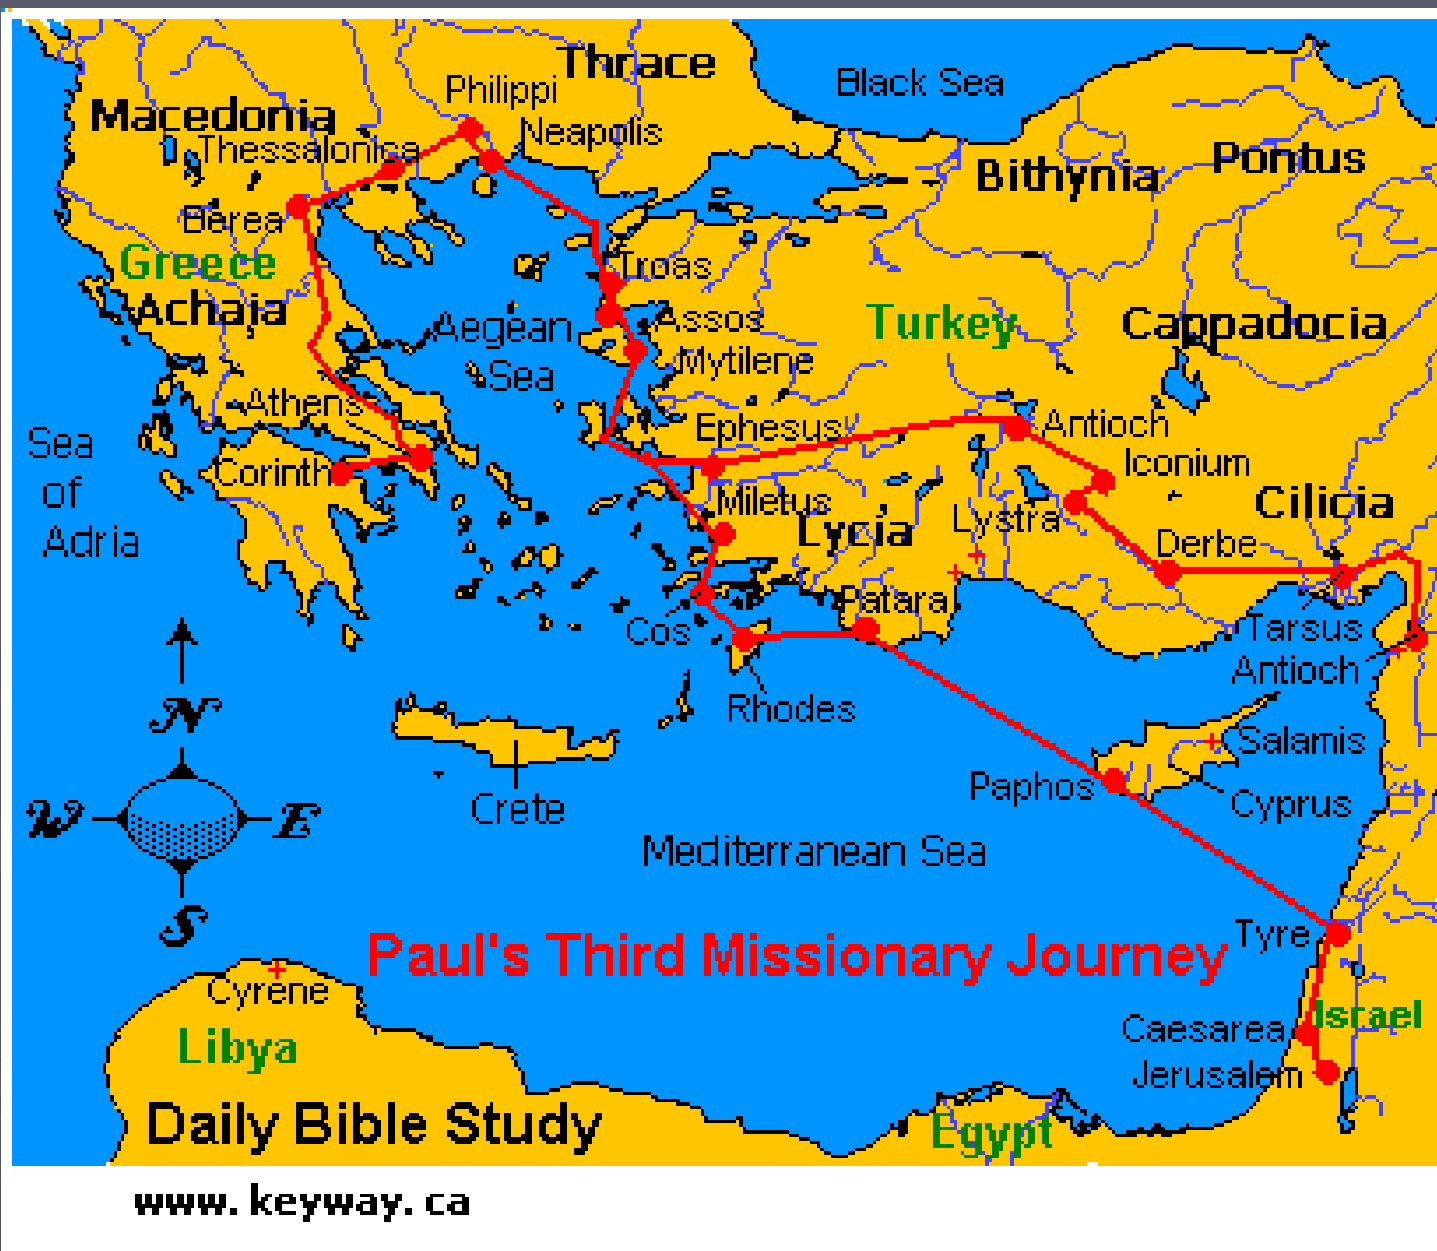 Thrace
Black Sea
Philippi
Macedonia
Neapolis
Thessalonica
Pontus
Bithynia
Berea
Greece
Troas
Achaia
Assos
Turkey
Cappadocia
Aegean
Sea
Mytilene
Athens
Ephesus
Antioch
Sea
of
Adria
Corinth
Iconium
Miletus
Lycia
Lystra
Cilicia
Derbe
Patara
Cos
Tarsus
Antioch
Rhodes
N
Salamis
Paphos
Cyprus
Crete
W
E
Mediterranean Sea
S
Tyre
Paul's Third Missionary Journey
Cyrene
Israel
Caesarea
Libya
Jerusalem
Daily Bible Study
Egypt
www.keyway.ca